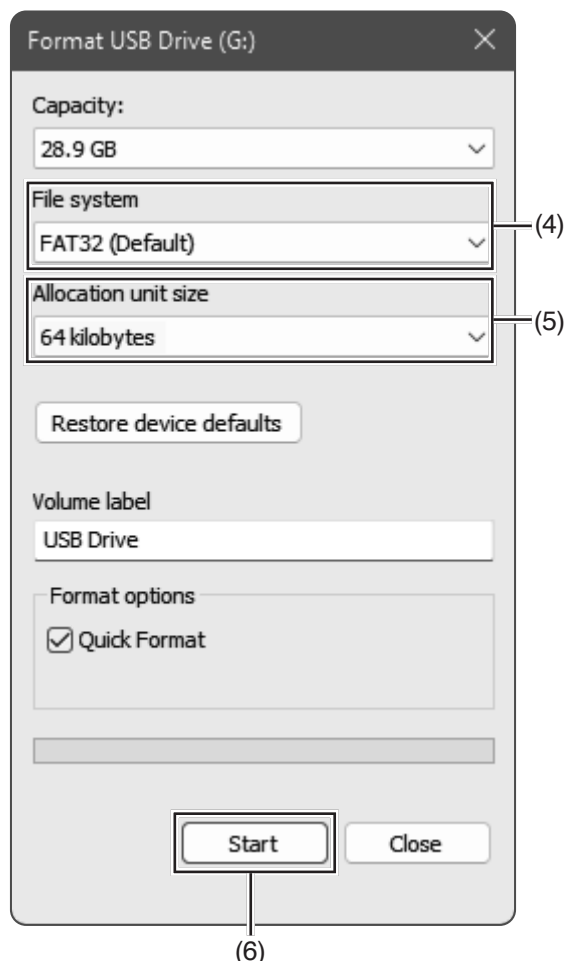 Format USB Drive (G:)
Capacity:
28.9 GB
File system
FAT32 (Default)
(4)
Allocation unit size
64 kilobytes
(5)
Restore device defaults
Volume label
USB Drive
Format options
Quick Format
Start
Close
(6)